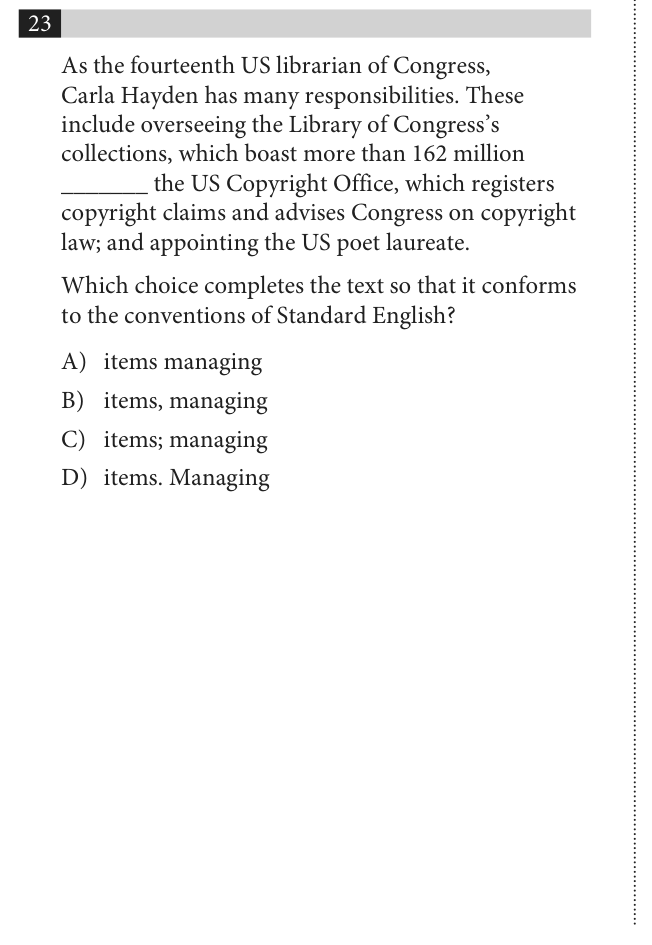 23
As the fourteenth US librarian of Congress,
Carla Hayden has many responsibilities. These
include overseeing the Library of Congress’s
collections, which boast more than 162 million
_______ the US Copyright Office, which registers
copyright claims and advises Congress on copyright
law; and appointing the US poet laureate.
Which choice completes the text so that it conforms
to the conventions of Standard English?
A) items managing
B) items, managing
C) items; managing
D) items. Managing